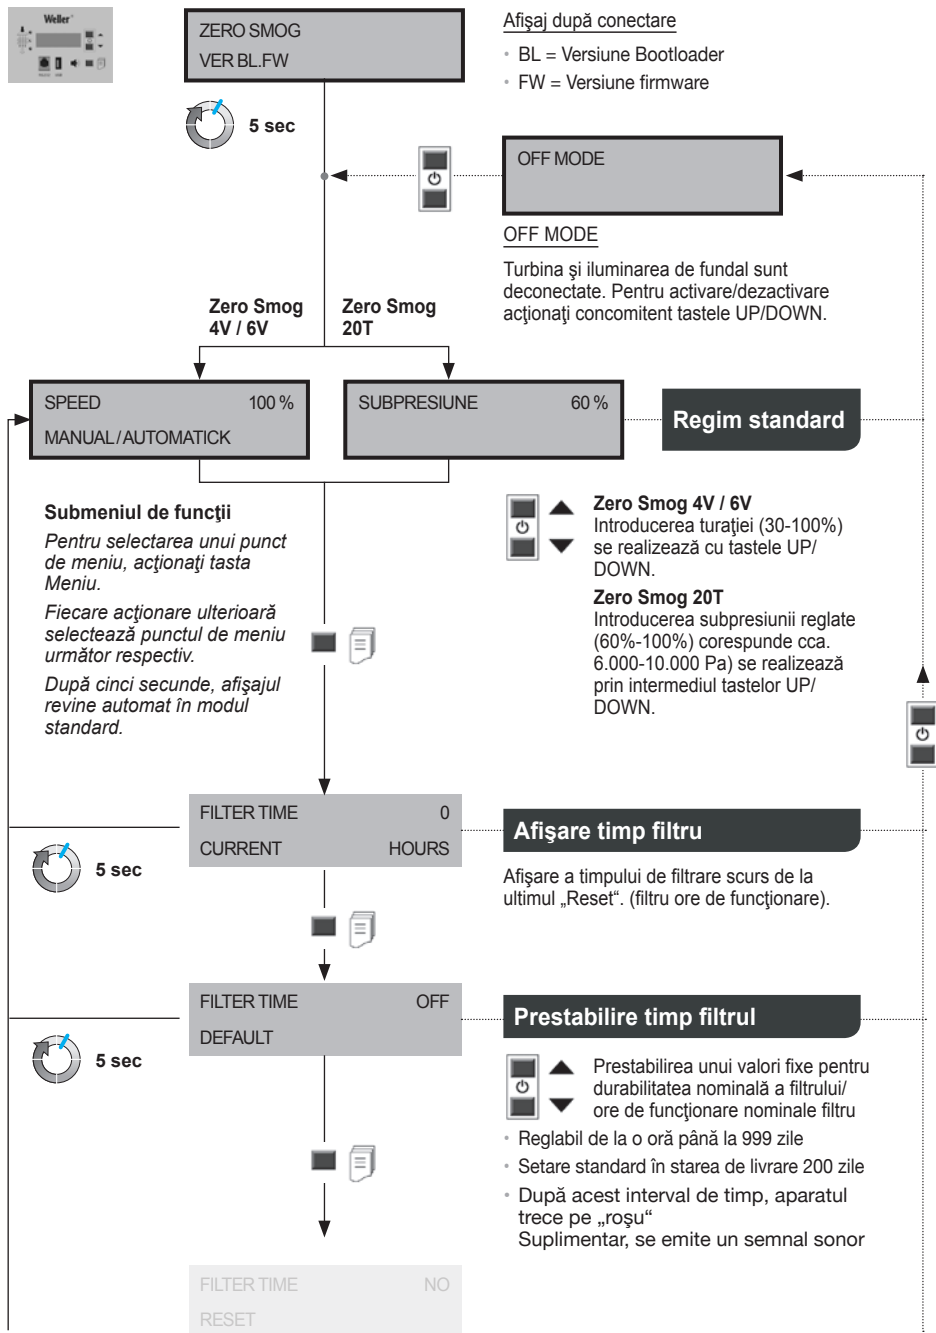 Weller
ZERO SMOG
VER BL.FW
Afişaj după conectare
• BL = Versiune Bootloader
• FW = Versiune firmware
5 sec
OFF MODE
OFF MODE
Turbina şi iluminarea de fundal sunt
deconectate. Pentru activare/dezactivare
acţionaţi concomitent tastele UP/DOWN.
Zero Smog
4V / 6V
Zero Smog
20T
SPEED 100 %
MANUAL/AUTOMATICK
SUBPRESIUNE 60 %
Regim standard
Submeniul de funcţii
Pentru selectarea unui punct
de meniu, acţionaţi tasta
Meniu.
Fiecare acţionare ulterioară
selectează punctul de meniu
următor respectiv.
După cinci secunde, afişajul
revine automat în modul
standard.
Zero Smog 4V / 6V
Introducerea turaţiei (30-100%)
se realizează cu tastele UP/
DOWN.
Zero Smog 20T
Introducerea subpresiunii reglate
(60%-100%) corespunde cca.
6.000-10.000 Pa) se realizează
prin intermediul tastelor UP/
DOWN.
FILTER TIME 0
CURRENT HOURS
5 sec
Afişare timp filtru
Afişare a timpului de filtrare scurs de la
ultimul „Reset“. (filtru ore de funcţionare).
FILTER TIME OFF
DEFAULT
5 sec
Prestabilire timp filtrul
Prestabilirea unui valori fixe pentru
durabilitatea nominală a filtrului/
ore de funcţionare nominale filtru
• Reglabil de la o oră până la 999 zile
• Setare standard în starea de livrare 200 zile
• După acest interval de timp, aparatul
trece pe „roşu“
Suplimentar, se emite un semnal sonor
FILTER TIME NO
RESET